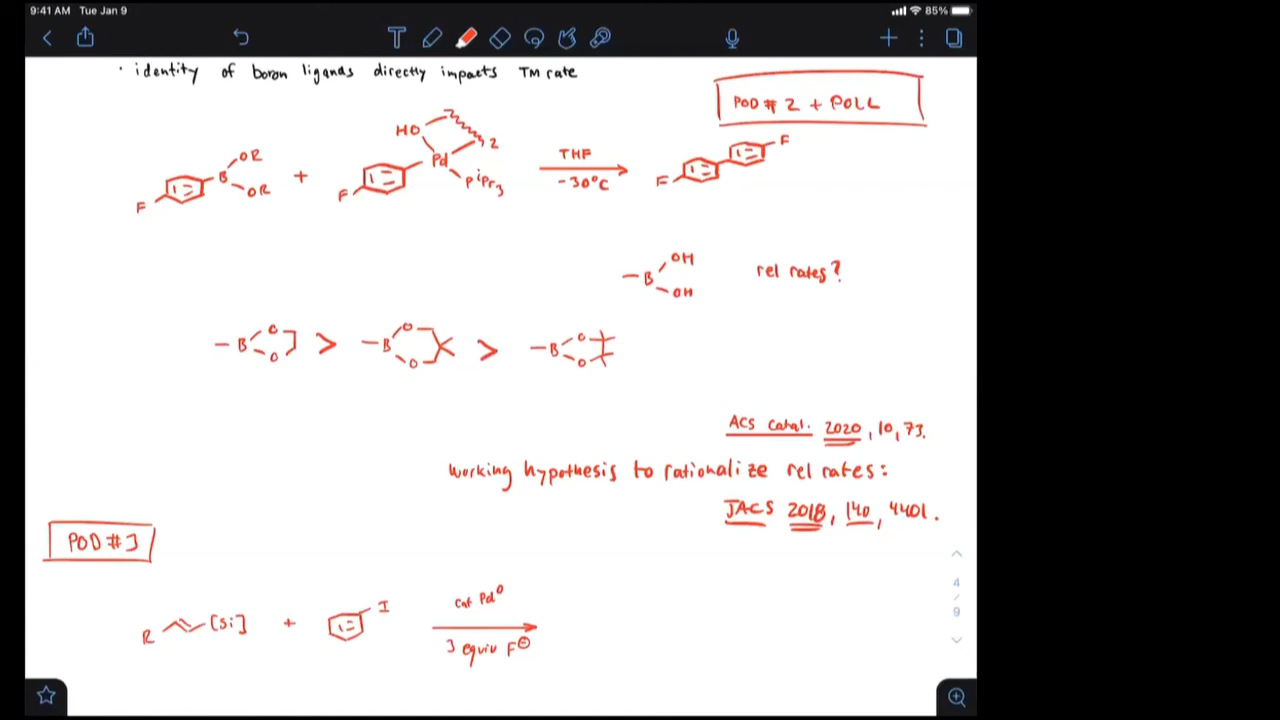 9:41 AM Tue Jan 9
85%
· identity of boron ligands directly impacts TM rate
POD # 2 + POLL
F
B
OR
OR
+
F
HO
Pd
2
PiPr3
THF
-30°C
F
F
-B
OH
OH
rel rates?
-B
O
O
>
-B
O
O
>
-B
O
O
ACS Catal. 2020, 10, 73.
working hypothesis to rationalize rel rates:
JACS 2018, 140, 4401.
POD #3
R
[Si]
+
I
cat Pd⁰
3 equiv F⊖
4
/
9